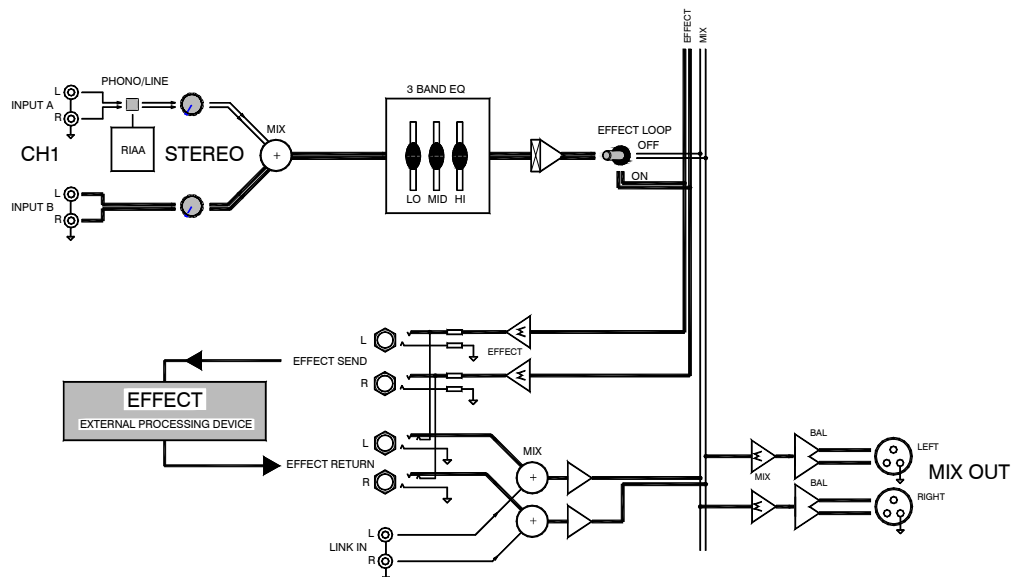 EFFECT
MIX
PHONO/LINE
3 BAND EQ
L
INPUT A
R
MIX
EFFECT LOOP
OFF
CH1
RIAA
STEREO
+
ON
L
INPUT B
R
LO MID HI
L
EFFECT
EFFECT SEND
R
EFFECT
EXTERNAL PROCESSING DEVICE
L
MIX
BAL
LEFT
EFFECT RETURN
R
+
MIX
MIX OUT
BAL
RIGHT
+
L
LINK IN
R